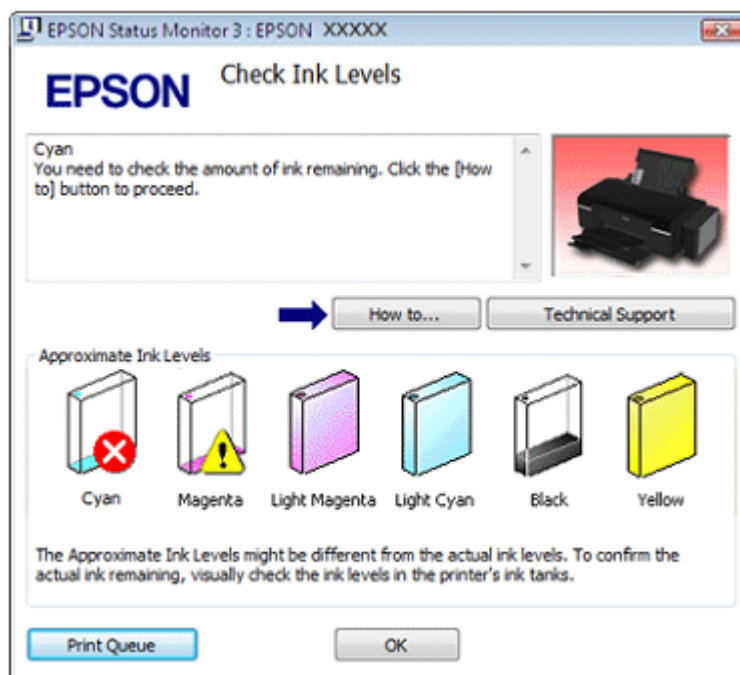 EPSON Status Monitor 3 : EPSON XXXXX
EPSON
Check Ink Levels
Cyan
You need to check the amount of ink remaining. Click the [How
to] button to proceed.
How to...
Technical Support
Approximate Ink Levels
Cyan
Magenta
Light Magenta
Light Cyan
Black
Yellow
The Approximate Ink Levels might be different from the actual ink levels. To confirm the
actual ink remaining, visually check the ink levels in the printer's ink tanks.
Print Queue
OK